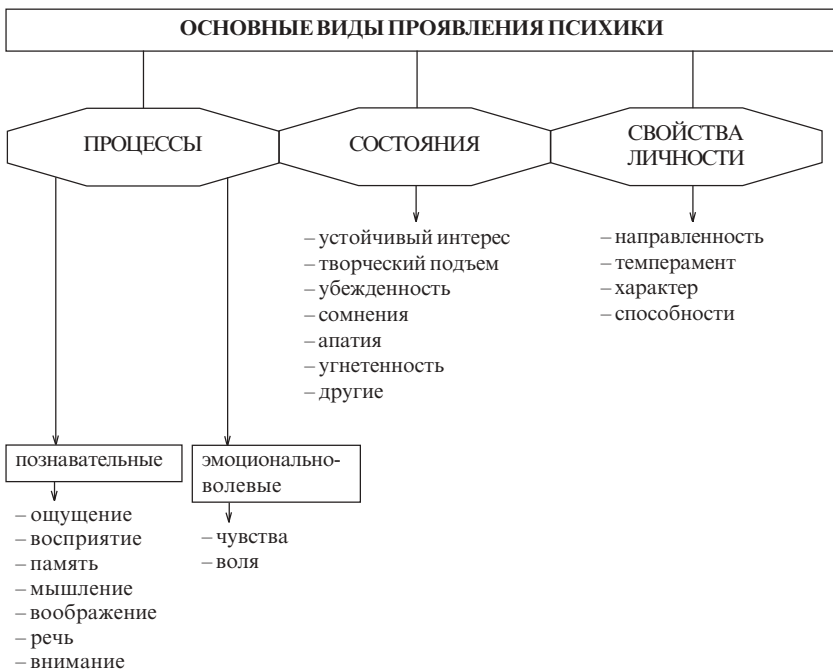 ОСНОВНЫЕ ВИДЫ ПРОЯВЛЕНИЯ ПСИХИКИ
ПРОЦЕССЫ
СОСТОЯНИЯ
СВОЙСТВА
ЛИЧНОСТИ
– устойчивый интерес
– творческий подъем
– убежденность
– сомнения
– апатия
– угнетенность
– другие
– направленность
– темперамент
– характер
– способности
познавательные
– ощущение
– восприятие
– память
– мышление
– воображение
– речь
– внимание
эмоционально-
волевые
– чувства
– воля